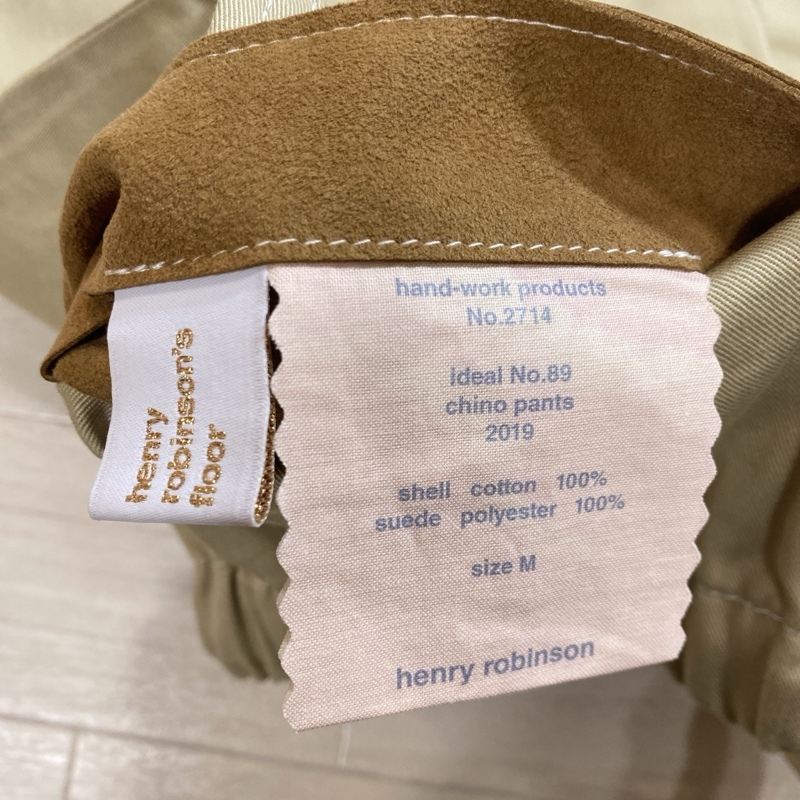 henry
robinson's
floor
hand-work products
No.2714
ideal No.89
chino pants
2019
shell cotton 100%
suede polyester 100%
size M
henry robinson